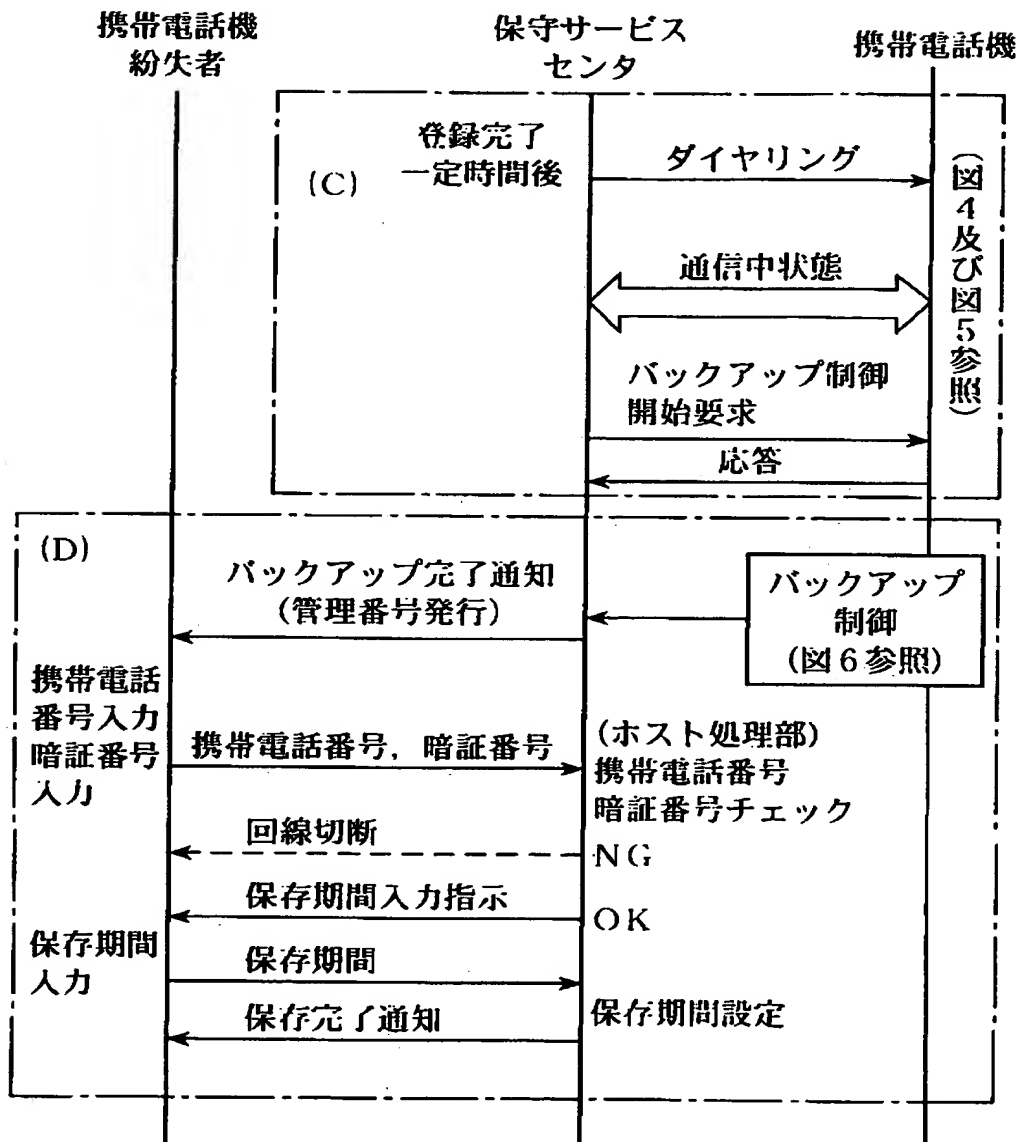 携帯電話機
紛失者
保守サービス
センタ
携帯電話機
(C)
登録完了
一定時間後
ダイヤリング
通信中状態
バックアップ制御
開始要求
応答
(図4及び図5参照)
(D)
バックアップ完了通知
(管理番号発行)
バックアップ
制御
(図6参照)
携帯電話
番号入力
暗証番号
入力
携帯電話番号, 暗証番号
(ホスト処理部)
携帯電話番号
暗証番号チェック
回線切断
NG
保存期間入力指示
OK
保存期間
入力
保存期間
保存期間設定
保存完了通知